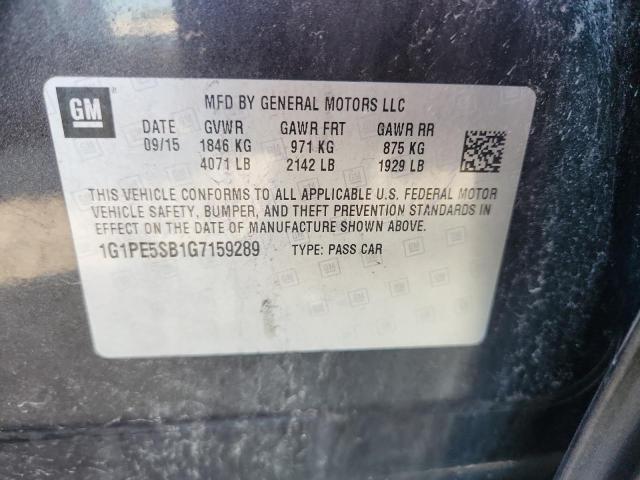 GM
MFD BY GENERAL MOTORS LLC
DATE GVWR GAWR FRT GAWR RR
09/15 1846 KG 971 KG 875 KG
4071 LB 2142 LB 1929 LB
THIS VEHICLE CONFORMS TO ALL APPLICABLE U.S. FEDERAL MOTOR
VEHICLE SAFETY, BUMPER, AND THEFT PREVENTION STANDARDS IN
EFFECT ON THE DATE OF MANUFACTURE SHOWN ABOVE.
1G1PE5SB1G7159289 TYPE: PASS CAR